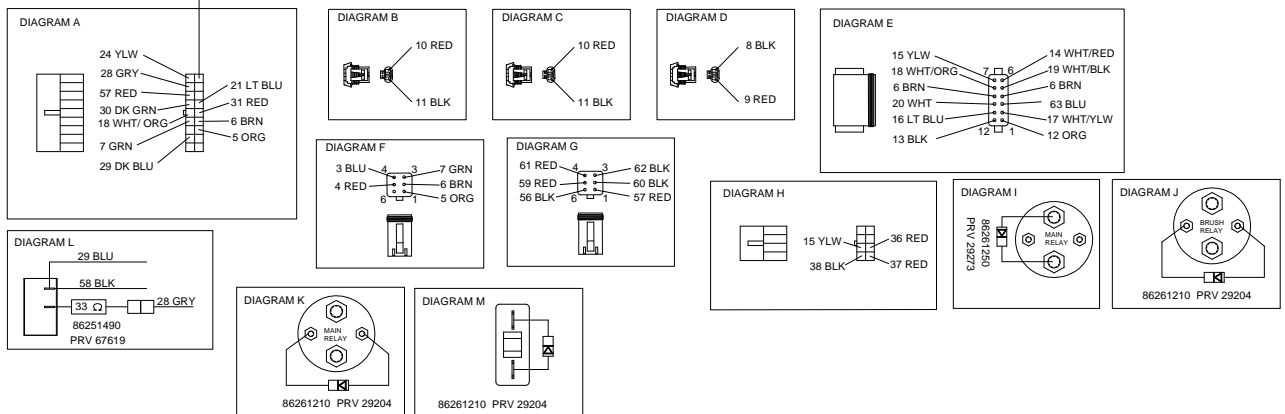 DIAGRAM A
24 YLW
28 GRY
57 RED
30 DK GRN
18 WHT/ ORG
7 GRN
29 DK BLU
21 LT BLU
31 RED
6 BRN
5 ORG
DIAGRAM B
10 RED
11 BLK
DIAGRAM C
10 RED
11 BLK
DIAGRAM D
8 BLK
9 RED
DIAGRAM E
15 YLW
18 WHT/ORG
6 BRN
20 WHT
16 LT BLU
13 BLK
7 6
12 1
14 WHT/RED
19 WHT/BLK
6 BRN
63 BLU
17 WHT/YLW
12 ORG
DIAGRAM F
3 BLU
4 RED
4 3
6 1
7 GRN
6 BRN
5 ORG
DIAGRAM G
61 RED
59 RED
56 BLK
4 3
6 1
62 BLK
60 BLK
57 RED
DIAGRAM H
15 YLW
38 BLK
36 RED
37 RED
DIAGRAM I
86261250
PRV 29273
MAIN
RELAY
DIAGRAM J
BRUSH
RELAY
86261210 PRV 29204
DIAGRAM L
29 BLU
58 BLK
33 Ω
28 GRY
86251490
PRV 67619
DIAGRAM K
MAIN
RELAY
86261210 PRV 29204
DIAGRAM M
86261210 PRV 29204